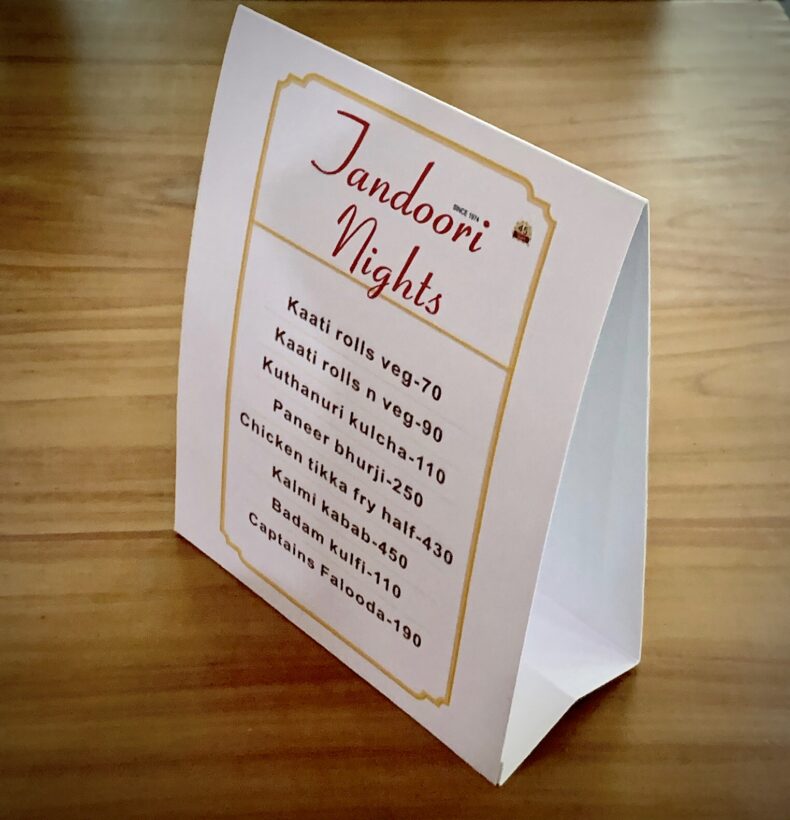 Tandoori
SINCE 1974
45
Nights
Kaati rolls veg-70
Kaati rolls n veg-90
Kuthanuri kulcha-110
Paneer bhurji-250
Chicken tikka fry half-430
Kalmi kabab-450
Badam kulfi-110
Captains Falooda-190